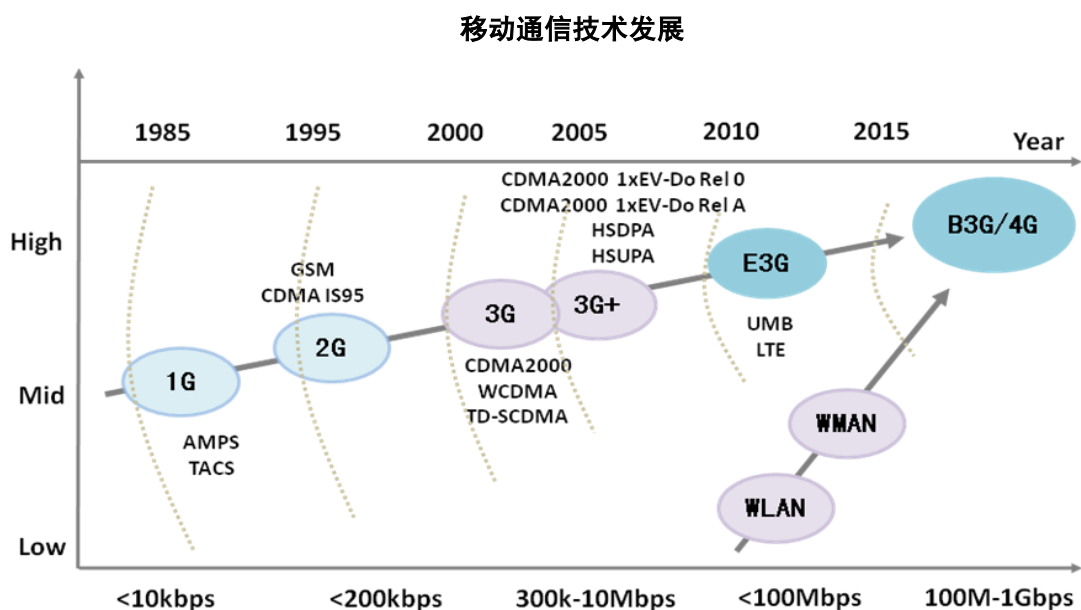 移动通信技术发展
1985
1995
2000
2005
2010
2015
Year
CDMA2000 1xEV-Do Rel 0
CDMA2000 1xEV-Do Rel A
HSDPA
HSUPA
High
B3G/4G
E3G
GSM
CDMA IS95
3G
3G+
2G
UMB
LTE
1G
CDMA2000
WCDMA
TD-SCDMA
Mid
WMAN
AMPS
TACS
WLAN
Low
<10kbps
<200kbps
300k-10Mbps
<100Mbps
100M-1Gbps